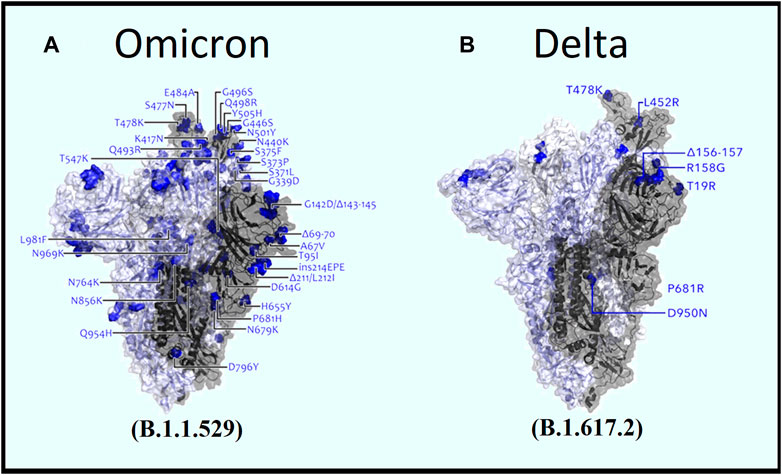 A
Omicron
E484A
S477N
T478K
K417N
Q493R
T547K
G496S
Q498R
Y505H
G446S
N501Y
N440K
S375F
S373P
S371L
G339D
G142D/Δ143-145
Δ69-70
A67V
T95I
ins214EPE
Δ211/L212I
D614G
H655Y
P681H
N679K
D796Y
L981F
N969K
N764K
N856K
Q954H
(B.1.1.529)
B
Delta
T478K
L452R
Δ156-157
R158G
T19R
P681R
D950N
(B.1.617.2)